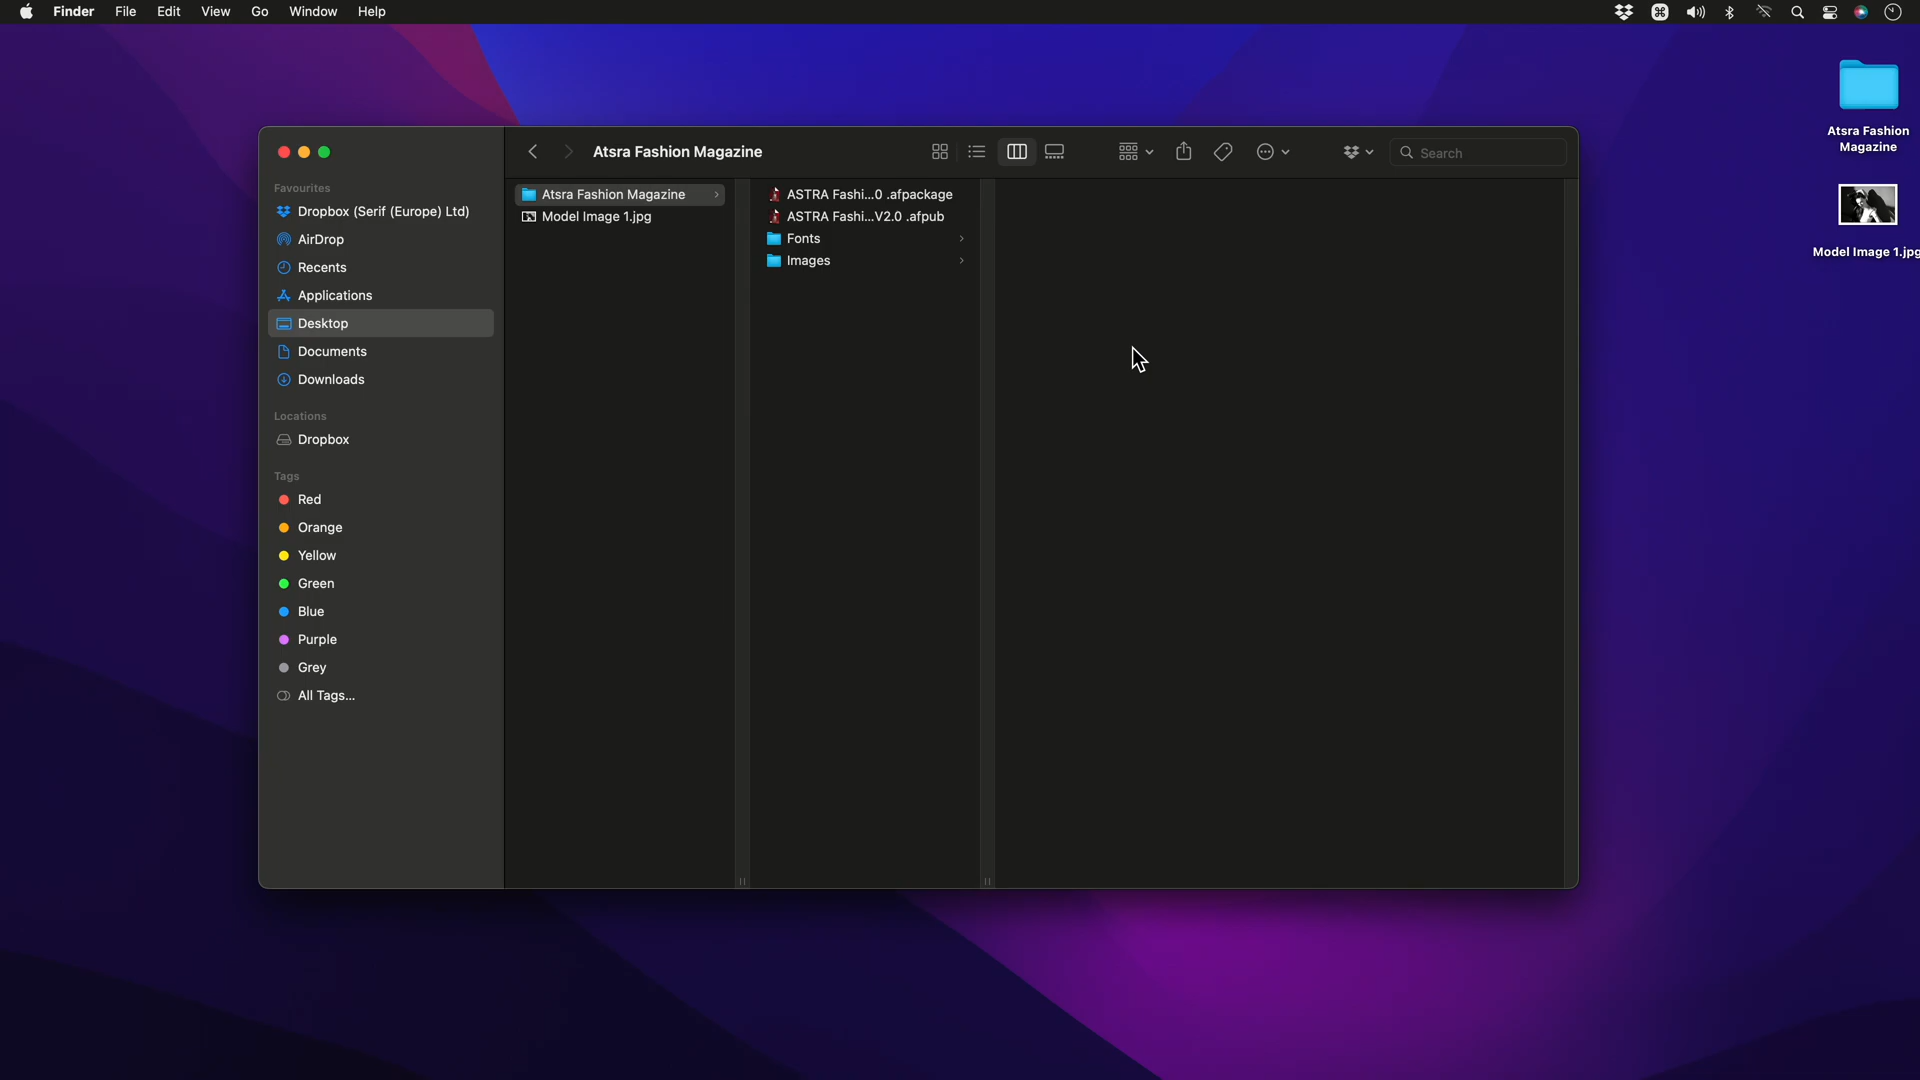 Finder File Edit View Go Window Help
Atsra Fashion
Magazine
Model Image 1.jpg
Atsra Fashion Magazine
Search
Favourites
Dropbox (Serif (Europe) Ltd)
AirDrop
Recents
Applications
Desktop
Documents
Downloads
Locations
Dropbox
Tags
Red
Orange
Yellow
Green
Blue
Purple
Grey
All Tags...
Atsra Fashion Magazine
Model Image 1.jpg
ASTRA Fashi...0 .afpackage
ASTRA Fashi...V2.0 .afpub
Fonts
Images